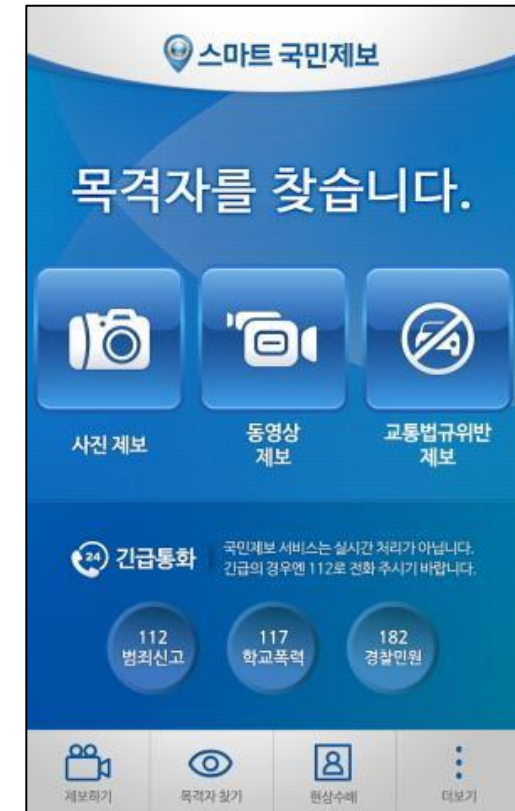 스마트 국민제보
목격자를 찾습니다.
사진 제보
동영상
제보
교통법규위반
제보
24
긴급통화
국민제보 서비스는 실시간 처리가 아닙니다.
긴급의 경우엔 112로 전화 주시기 바랍니다.
112
범죄신고
117
학교폭력
182
경찰민원
제보하기
목격자 찾기
현상수배
더보기